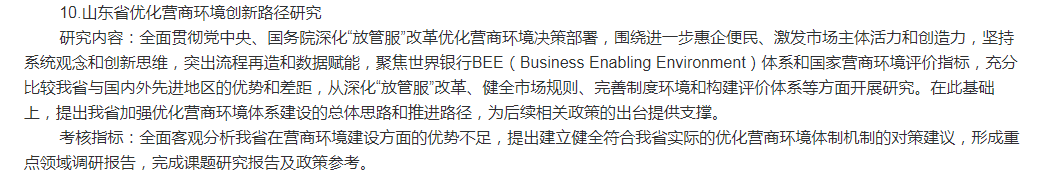 10.山东省优化营商环境创新路径研究
研究内容：全面贯彻党中央、国务院深化“放管服”改革优化营商环境决策部署，围绕进一步惠企便民、激发市场主体活力和创造力，坚持
系统观念和创新思维，突出流程再造和数据赋能，聚焦世界银行BEE（Business Enabling Environment）体系和国家营商环境评价指标，充分
比较我省与国内外先进地区的优势和差距，从深化“放管服”改革、健全市场规则、完善制度环境和构建评价体系等方面开展研究。在此基础
上，提出我省加强优化营商环境体系建设的总体思路和推进路径，为后续相关政策的出台提供支撑。
考核指标：全面客观分析我省在营商环境建设方面的优势不足，提出建立健全符合我省实际的优化营商环境体制机制的对策建议，形成重
点领域调研报告，完成课题研究报告及政策参考。